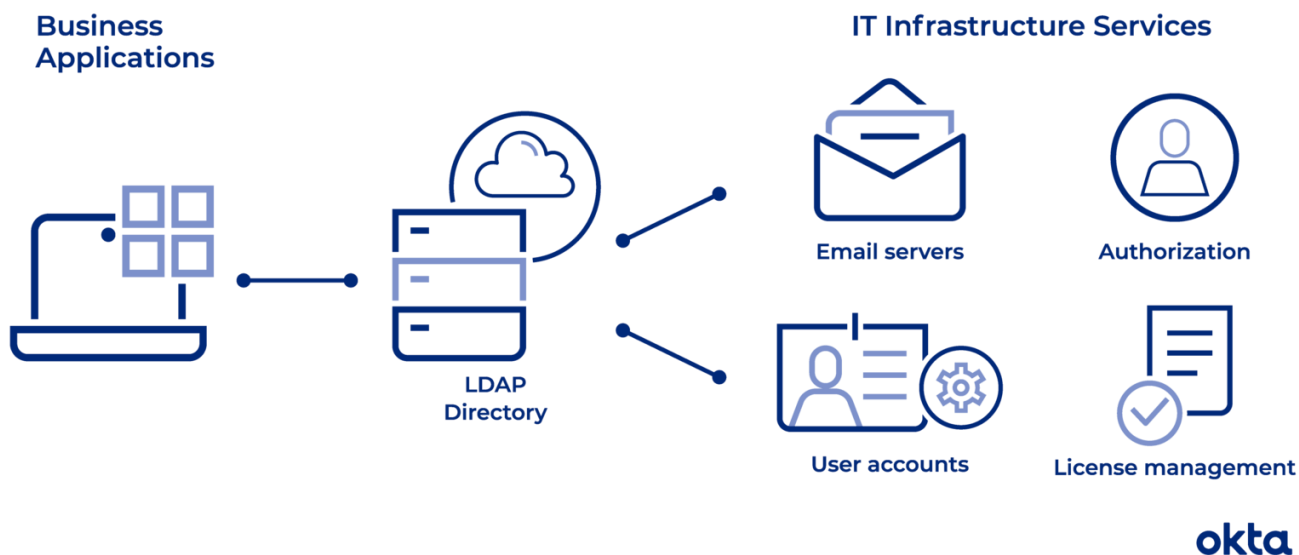 Business
Applications
IT Infrastructure Services
LDAP
Directory
Email servers
Authorization
User accounts
License management
okta